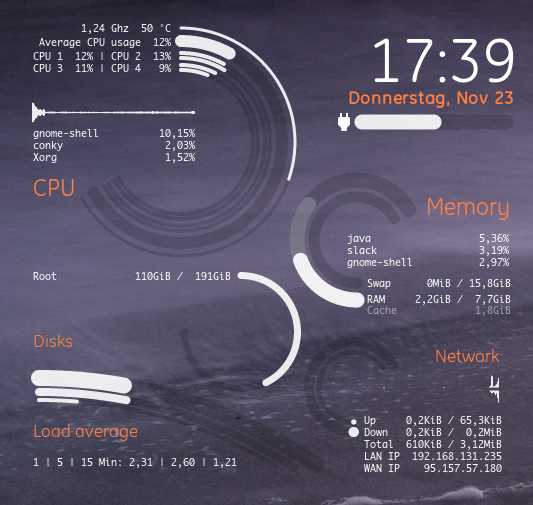 1,24 Ghz 50 °C
Average CPU usage 12%
CPU 1 12% | CPU 2 13%
CPU 3 11% | CPU 4 9%
gnome-shell 10,15%
conky 2,03%
Xorg 1,52%
CPU
17:39
Donnerstag, Nov 23
Memory
java 5,36%
slack 3,19%
gnome-shell 2,97%
Swap 0MiB / 15,8GiB
RAM 2,2GiB / 7,7GiB
Cache 1,8GiB
Root 110GiB / 191GiB
Disks
Network
Up 0,2KiB / 65,3KiB
Down 0,2KiB / 0,2MiB
Total 610KiB / 3,12MiB
LAN IP 192.168.131.235
WAN IP 95.157.57.180
Load average
1 | 5 | 15 Min: 2,31 | 2,60 | 1,21